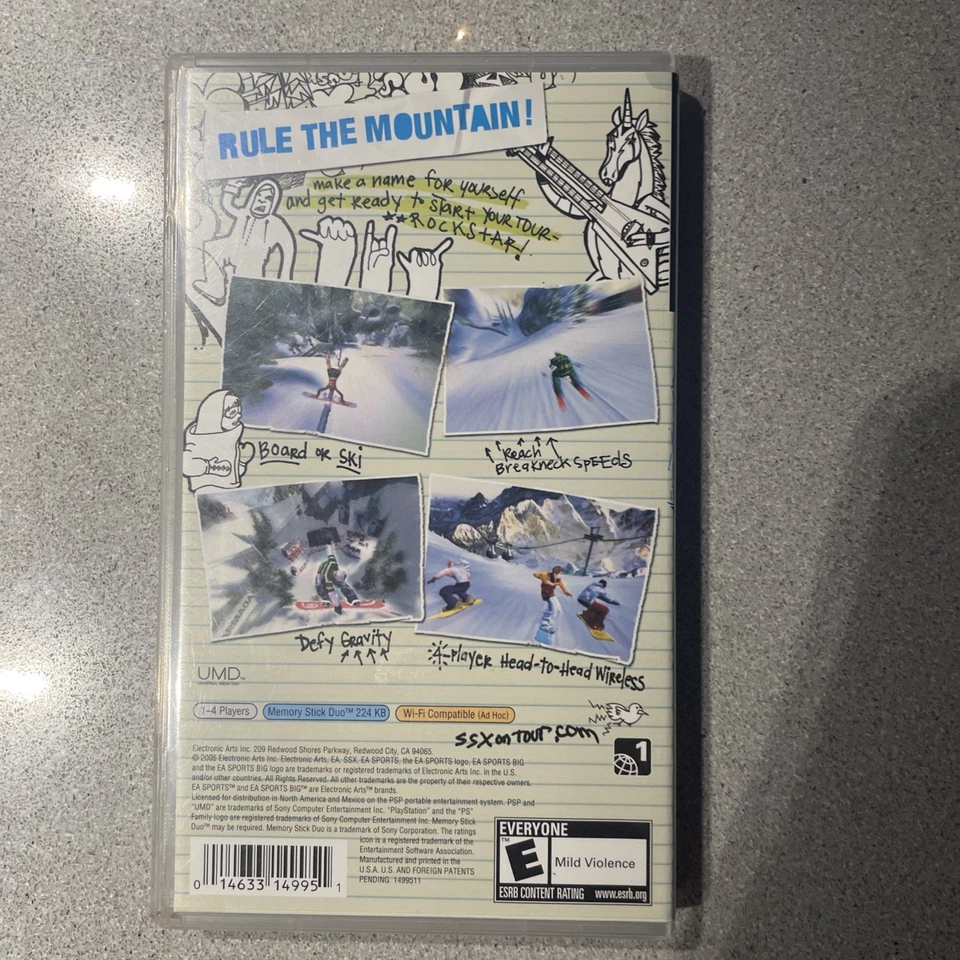 RULE THE MOUNTAIN!
make a name for yourself
and get Ready to start your tour-
**ROCKSTAR!
Board or Ski
Reach
Breakneck SPEEDS
Defy Gravity
4-player Head-to-Head Wireless
UMD™
1-4 Players
Memory Stick Duo™ 224 KB
Wi-Fi Compatible (Ad Hoc)
ssxontour.com
1
Electronic Arts Inc. 209 Redwood Shores Parkway, Redwood City, CA 94065.
© 2005 Electronic Arts Inc. Electronic Arts, EA, SSX, EA SPORTS, the EA SPORTS logo, EA SPORTS BIG
and the EA SPORTS BIG logo are trademarks or registered trademarks of Electronic Arts Inc. in the U.S.
and/or other countries. All Rights Reserved. All other trademarks are the property of their respective owners.
EA SPORTS™ and EA SPORTS BIG™ are Electronic Arts™ brands.
Licensed for distribution in North America and Mexico on the PSP portable entertainment system. PSP and
"UMD" are trademarks of Sony Computer Entertainment Inc. "PlayStation" and the "PS"
Family logo are registered trademarks of Sony Computer Entertainment Inc. Memory Stick
Duo™ may be required. Memory Stick Duo is a trademark of Sony Corporation. The ratings
icon is a registered trademark of the
Entertainment Software Association.
Manufactured and printed in the
U.S.A. U.S. AND FOREIGN PATENTS
PENDING. 1499511
0 14633 14995 1
EVERYONE
E™
Mild Violence
ESRB CONTENT RATING www.esrb.org